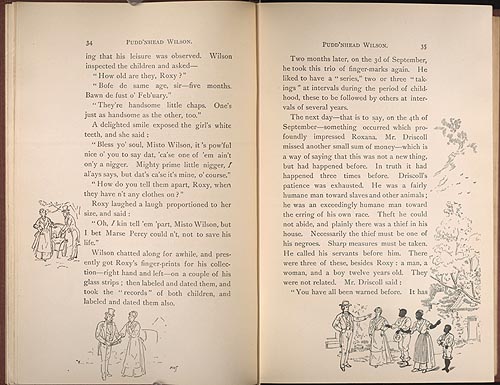 34
PUDD'NHEAD WILSON.
ing that his leisure was observed. Wilson
inspected the children and asked—
"How old are they, Roxy?"
"Bofe de same age, sir—five months.
Bawn de fust o' Feb'uary."
"They're handsome little chaps. One's
just as handsome as the other, too."
A delighted smile exposed the girl's white
teeth, and she said:
"Bless yo' soul, Misto Wilson, it's pow'ful
nice o' you to say dat, 'ca'se one of 'em ain't
on'y a nigger. Mighty prime little nigger, I
al'ays says, but dat's ca'se it's mine, o' course."
"How do you tell them apart, Roxy, when
they have n't any clothes on?"
Roxy laughed a laugh proportioned to her
size, and said:
"Oh, I kin tell 'em 'part, Misto Wilson, but
I bet Marse Percy could n't, not to save his
life."
Wilson chatted along for awhile, and pres-
ently got Roxy's finger-prints for his collec-
tion—right hand and left—on a couple of his
glass strips; then labeled and dated them, and
took the "records" of both children, and
labeled and dated them also.
PUDD'NHEAD WILSON.
35
Two months later, on the 3d of September,
he took this trio of finger-marks again. He
liked to have a "series," two or three "tak-
ings" at intervals during the period of child-
hood, these to be followed by others at inter-
vals of several years.
The next day—that is to say, on the 4th of
September—something occurred which pro-
foundly impressed Roxana. Mr. Driscoll
missed another small sum of money—which is
a way of saying that this was not a new thing,
but had happened before. In truth it had
happened three times before. Driscoll's
patience was exhausted. He was a fairly
humane man toward slaves and other animals;
he was an exceedingly humane man toward
the erring of his own race. Theft he could
not abide, and plainly there was a thief in his
house. Necessarily the thief must be one of
his negroes. Sharp measures must be taken.
He called his servants before him. There
were three of these, besides Roxy: a man, a
woman, and a boy twelve years old. They
were not related. Mr. Driscoll said:
"You have all been warned before. It has